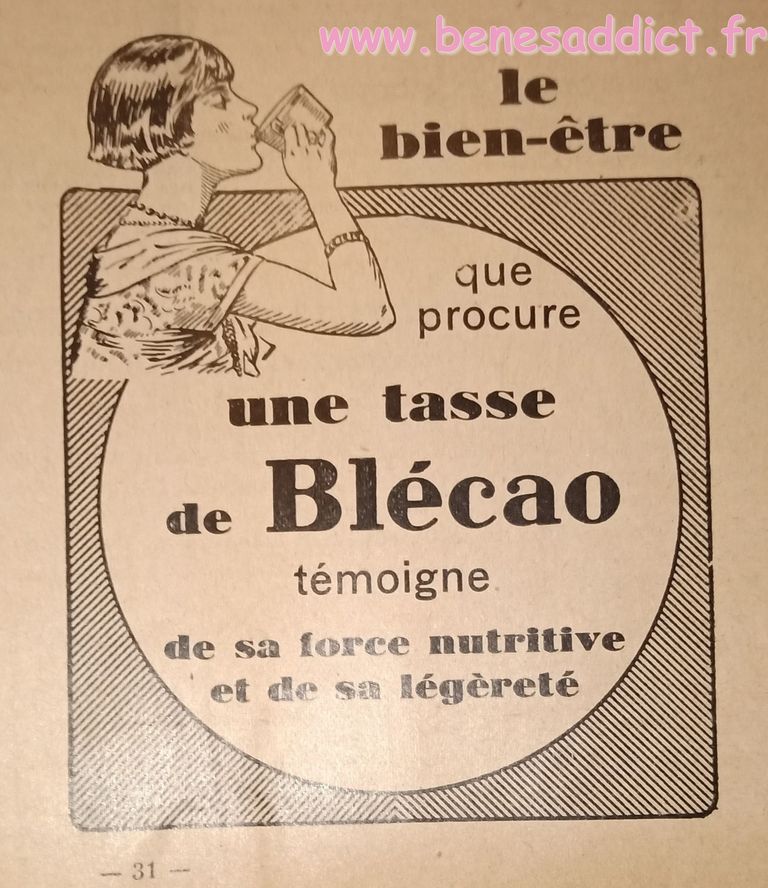 www.benesaddict.fr
le
bien-être
que
procure
une tasse
de Blécao
témoigne
de sa force nutritive
et de sa légèreté
— 31 —